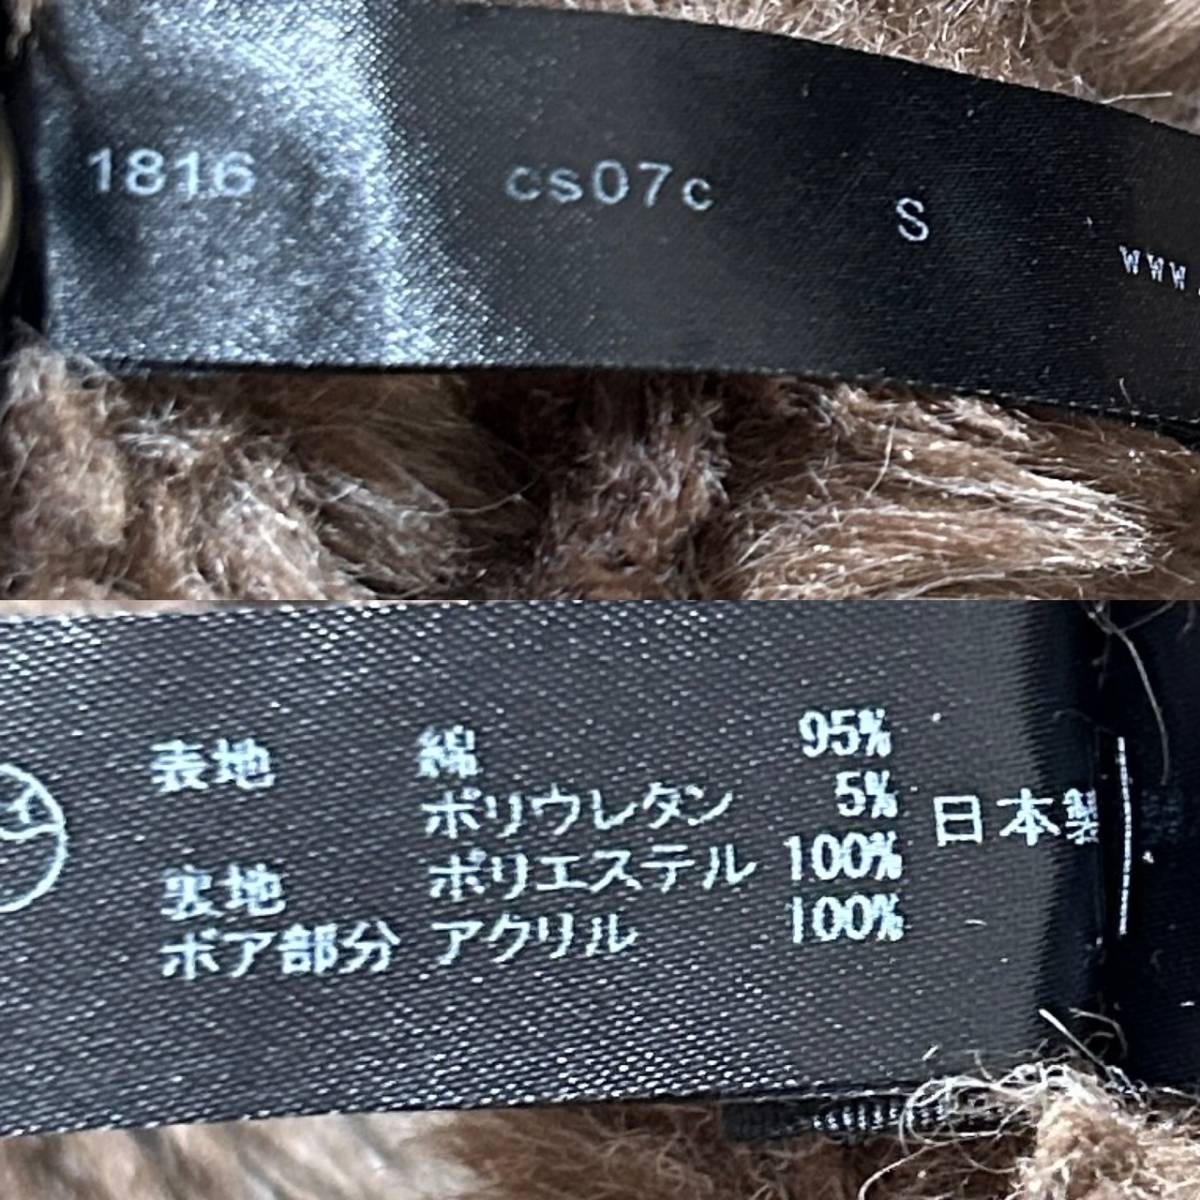 1816 cs07c S www.
表地 綿 95%
ポリウレタン 5%
裏地 ポリエステル 100%
ボア部分 アクリル 100%
日本製